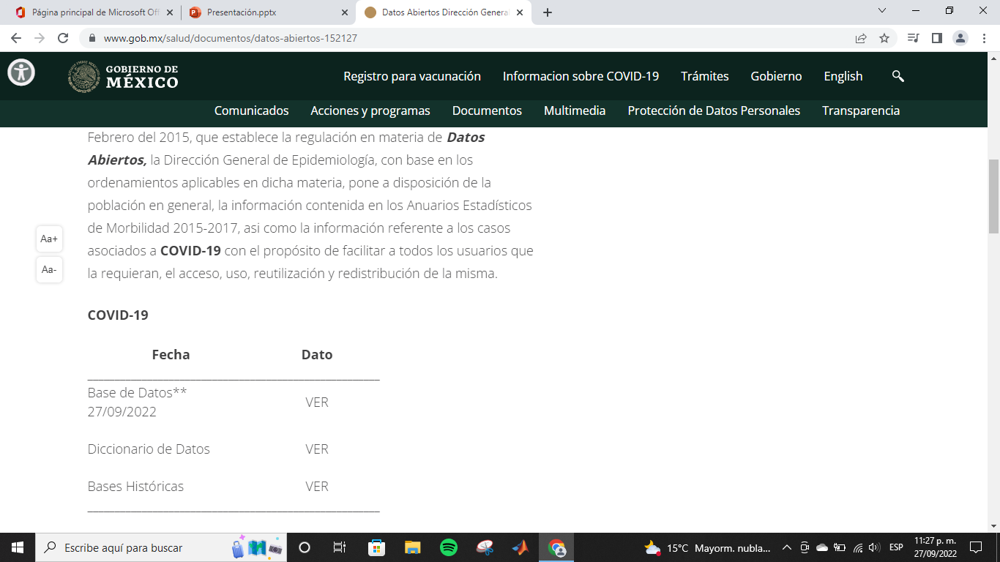 Página principal de Microsoft Off
Presentación.pptx
Datos Abiertos Dirección General
www.gob.mx/salud/documentos/datos-abiertos-152127
GOBIERNO DE
MÉXICO
Registro para vacunación Informacion sobre COVID-19 Trámites Gobierno English
Comunicados Acciones y programas Documentos Multimedia Protección de Datos Personales Transparencia
Febrero del 2015, que establece la regulación en materia de Datos
Abiertos, la Dirección General de Epidemiología, con base en los
ordenamientos aplicables en dicha materia, pone a disposición de la
población en general, la información contenida en los Anuarios Estadísticos
de Morbilidad 2015-2017, asi como la información referente a los casos
asociados a COVID-19 con el propósito de facilitar a todos los usuarios que
la requieran, el acceso, uso, reutilización y redistribución de la misma.
Aa+
Aa-
COVID-19
Fecha Dato
Base de Datos**
27/09/2022 VER
Diccionario de Datos VER
Bases Históricas VER
Escribe aquí para buscar
15°C Mayorm. nubla...
ESP
11:27 p. m.
27/09/2022